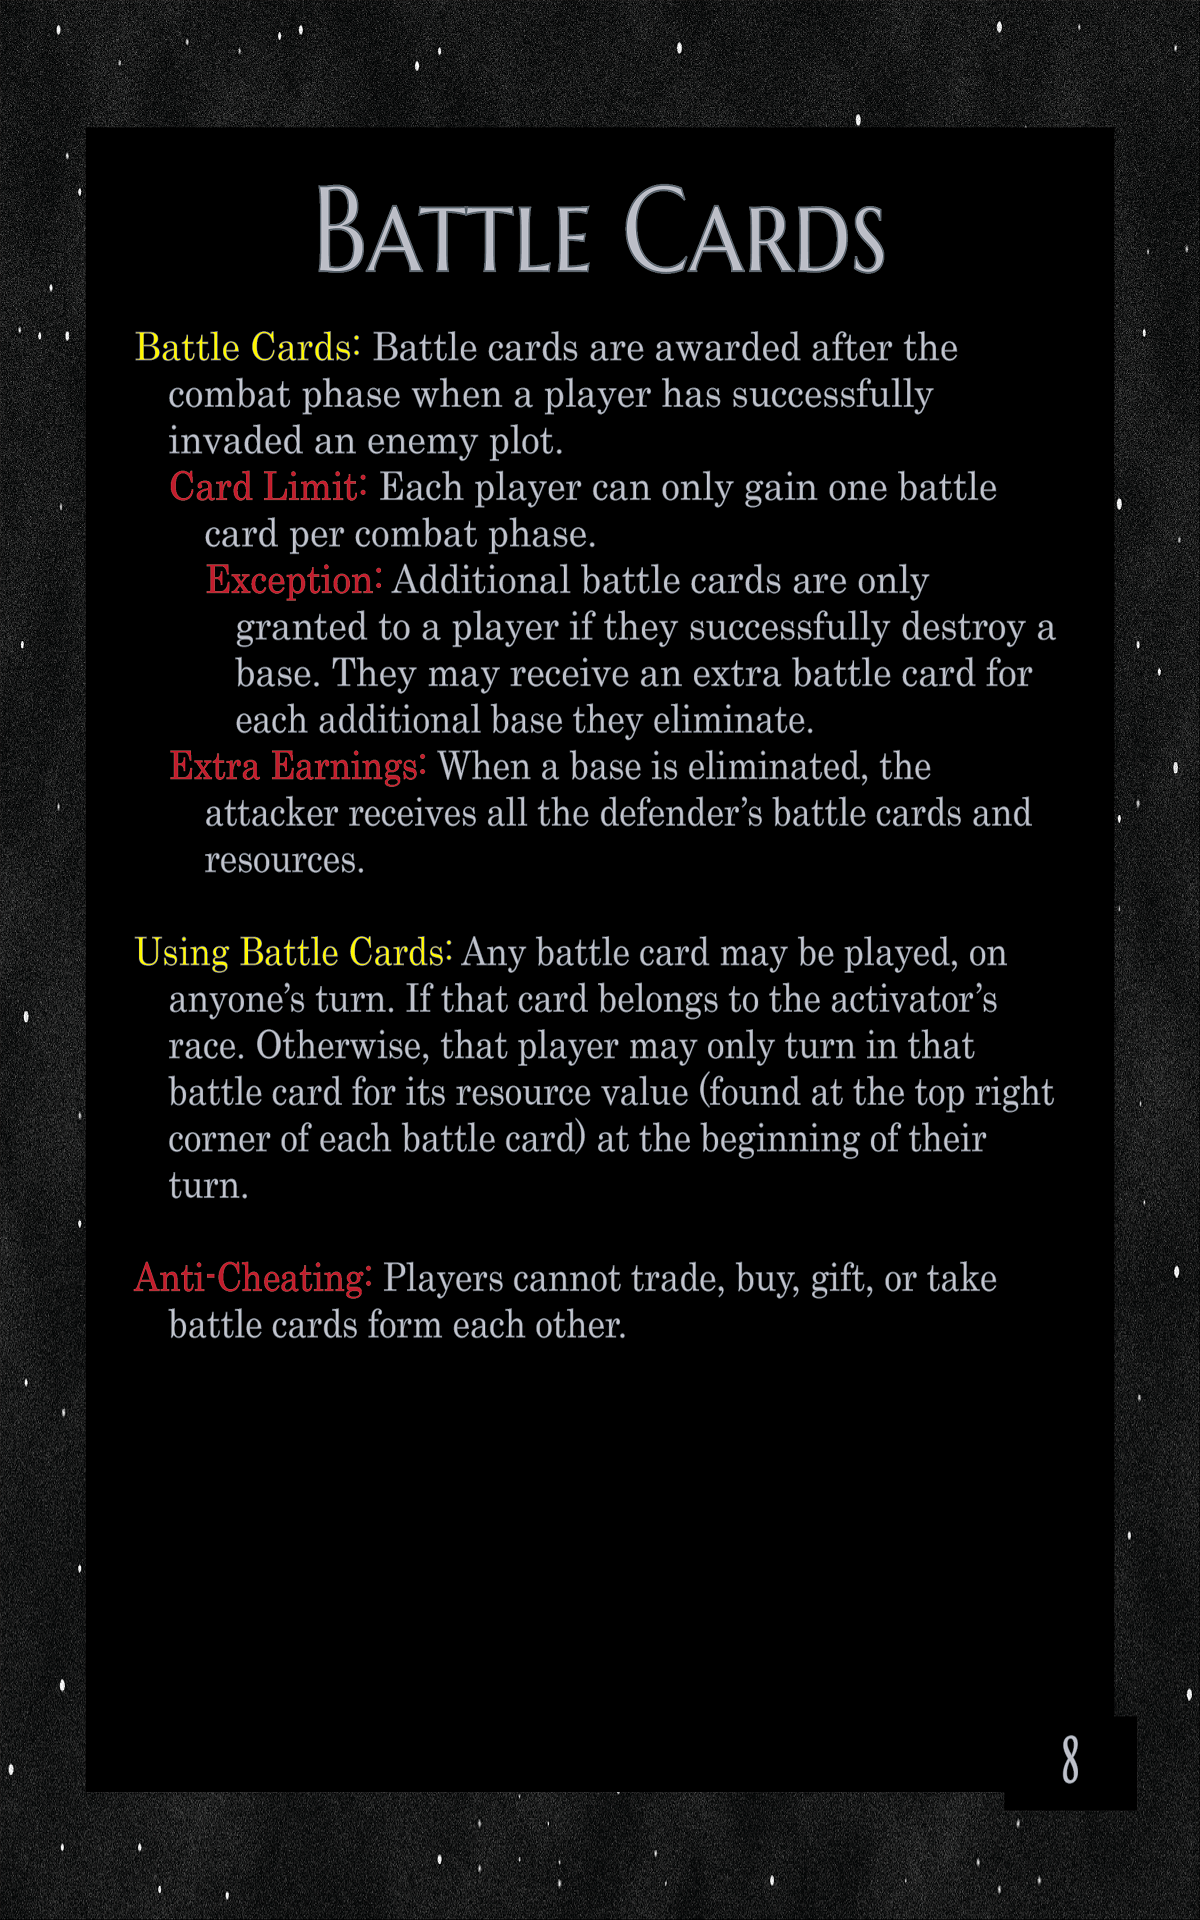 Battle Cards
Battle Cards: Battle cards are awarded after the
combat phase when a player has successfully
invaded an enemy plot.
Card Limit: Each player can only gain one battle
card per combat phase.
Exception: Additional battle cards are only
granted to a player if they successfully destroy a
base. They may receive an extra battle card for
each additional base they eliminate.
Extra Earnings: When a base is eliminated, the
attacker receives all the defender’s battle cards and
resources.
Using Battle Cards: Any battle card may be played, on
anyone’s turn. If that card belongs to the activator’s
race. Otherwise, that player may only turn in that
battle card for its resource value (found at the top right
corner of each battle card) at the beginning of their
turn.
Anti-Cheating: Players cannot trade, buy, gift, or take
battle cards form each other.
8